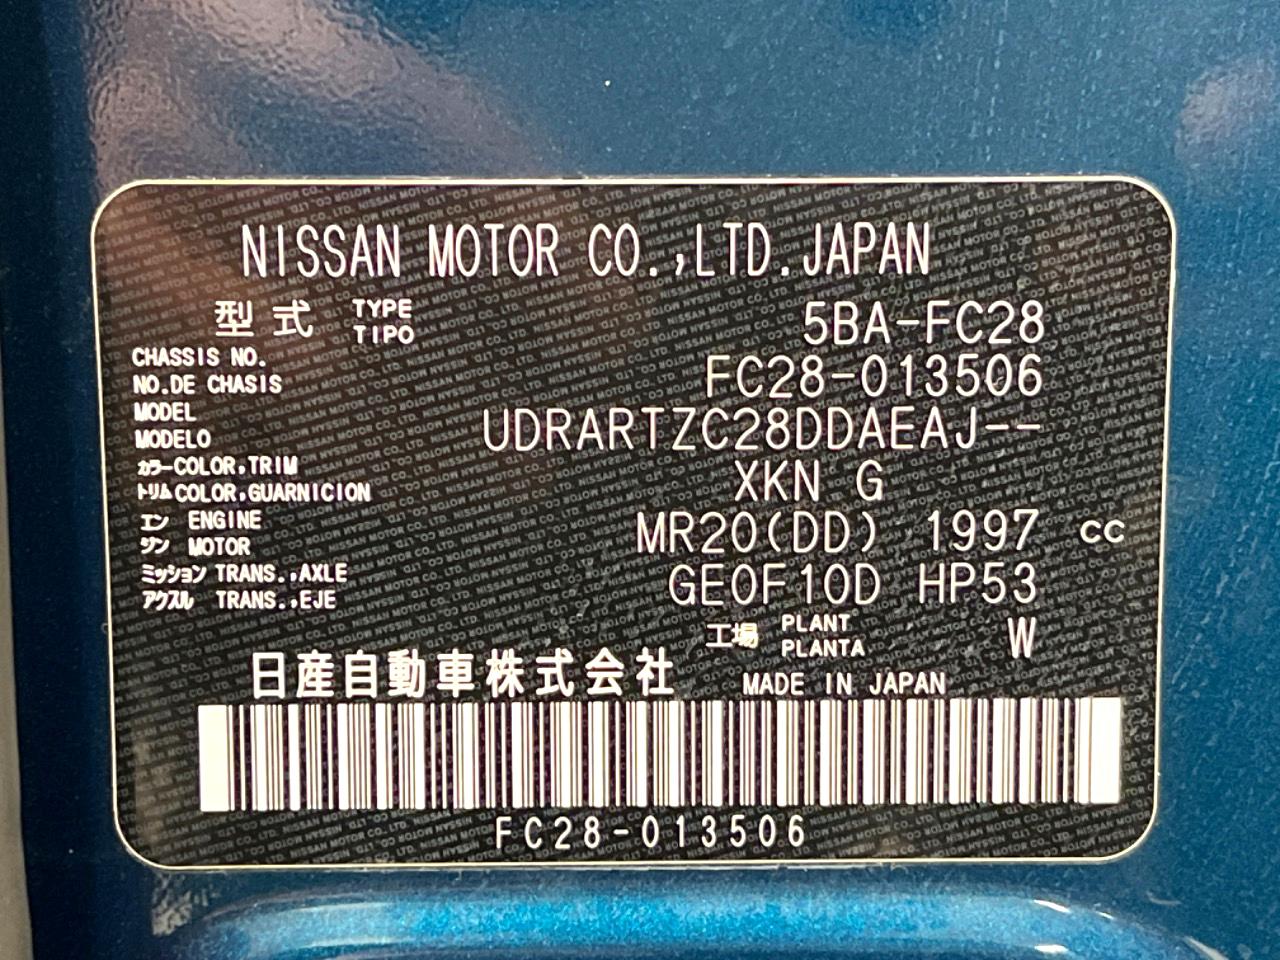 NISSAN MOTOR CO.,LTD.JAPAN
型式 TYPE TIPO 5BA-FC28
CHASSIS NO. NO.DE CHASIS FC28-013506
MODEL MODELO UDRARTZC28DDAEAJ--
カラー-COLOR,TRIM
トリム COLOR,GUARNICION XKN G
エン ENGINE
ジン MOTOR MR20(DD) 1997 cc
ミッション TRANS.,AXLE
アクスル TRANS.,EJE GE0F10D HP53
工場 PLANT PLANTA W
日産自動車株式会社 MADE IN JAPAN
FC28-013506